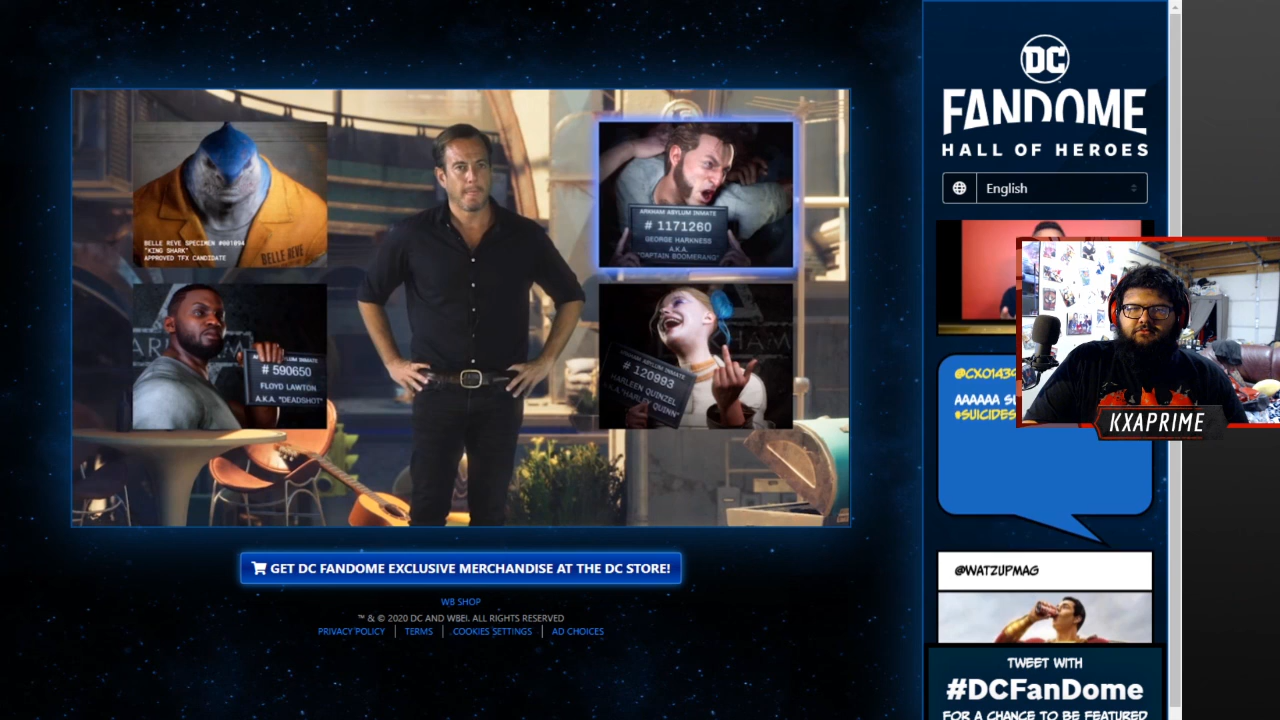 BELLE REVE SPECIMEN #001094
"KING SHARK"
APPROVED TFX CANDIDATE
BELLE REVE
ARKHAM ASYLUM INMATE
# 1171260
GEORGE HARKNESS
A.K.A.
"CAPTAIN BOOMERANG"
ARKHAM ASYLUM INMATE
# 590650
FLOYD LAWTON
A.K.A. "DEADSHOT"
ARKHAM ASYLUM INMATE
# 120993
HARLEEN QUINZEL
A.K.A. "HARLEY QUINN"
GET DC FANDOME EXCLUSIVE MERCHANDISE AT THE DC STORE!
WB SHOP
™ & © 2020 DC AND WBEI. ALL RIGHTS RESERVED
PRIVACY POLICY
TERMS
COOKIES SETTINGS
AD CHOICES
DC
FANDOME
HALL OF HEROES
English
@CX0143
AAAAAA SU
#SUICIDES
KXAPRIME
@WATZUPMAG
TWEET WITH
#DCFanDome
FOR A CHANCE TO BE FEATURED